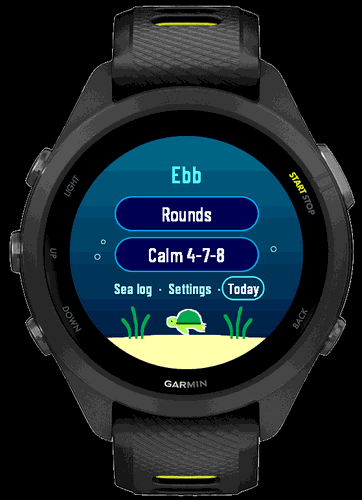 Ebb
Rounds
Calm 4-7-8
Sea log · Settings · Today
LIGHT
START STOP
UP
DOWN
BACK
GARMIN